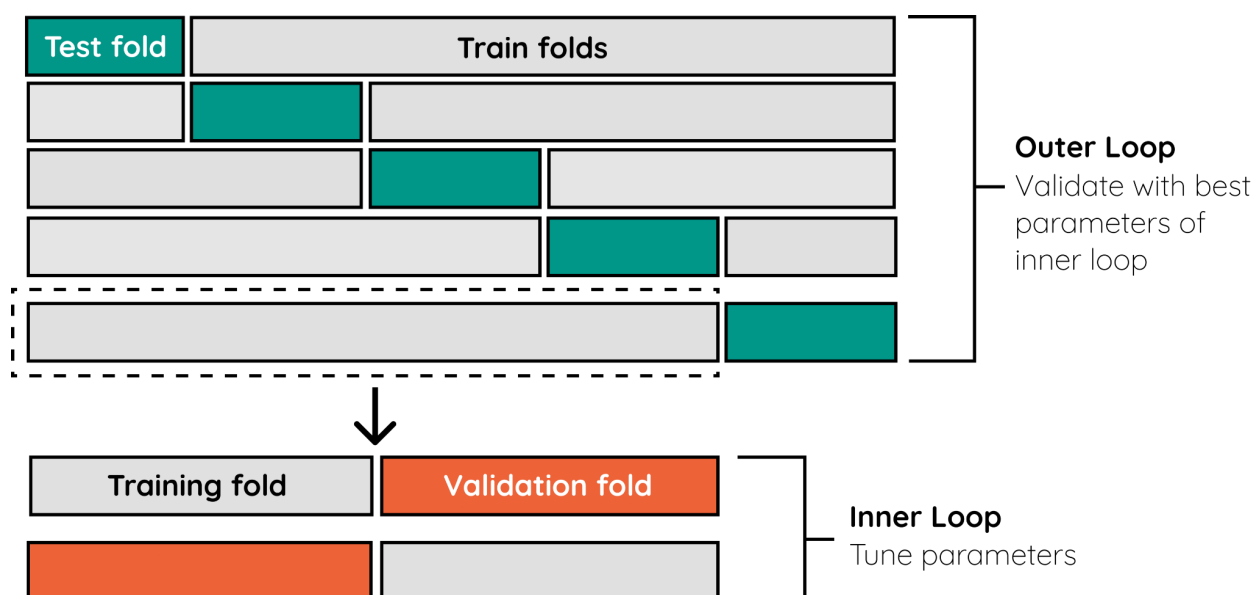 Test fold
Train folds
Outer Loop
Validate with best
parameters of
inner loop
Training fold
Validation fold
Inner Loop
Tune parameters